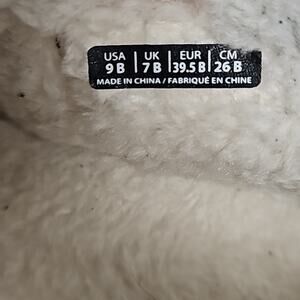 USA UK EUR CM
9 B 7 B 39.5 B 26 B
MADE IN CHINA / FABRIQUÉ EN CHINE